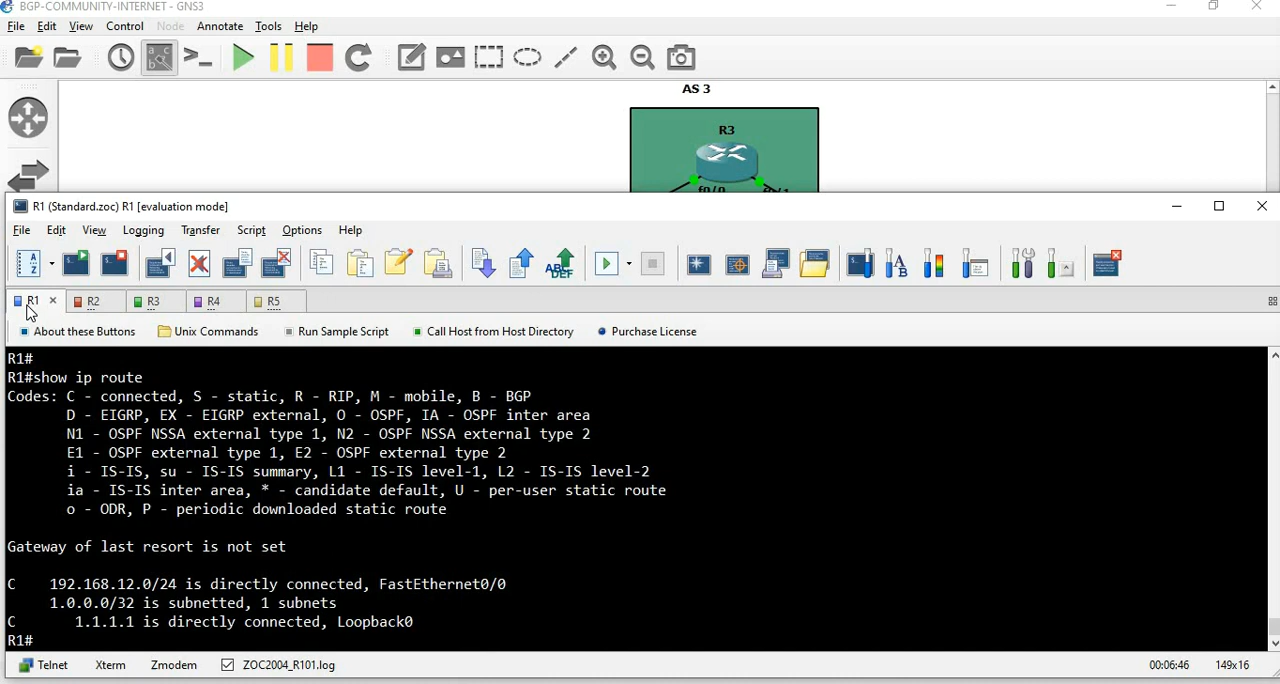 BGP-COMMUNITY-INTERNET - GNS3
File Edit View Control Node Annotate Tools Help
AS 3
R3
R1 (Standard.zoc) R1 [evaluation mode]
File Edit View Logging Transfer Script Options Help
R1 R2 R3 R4 R5
About these Buttons Unix Commands Run Sample Script Call Host from Host Directory Purchase License
R1#
R1#show ip route
Codes: C - connected, S - static, R - RIP, M - mobile, B - BGP
D - EIGRP, EX - EIGRP external, O - OSPF, IA - OSPF inter area
N1 - OSPF NSSA external type 1, N2 - OSPF NSSA external type 2
E1 - OSPF external type 1, E2 - OSPF external type 2
i - IS-IS, su - IS-IS summary, L1 - IS-IS level-1, L2 - IS-IS level-2
ia - IS-IS inter area, * - candidate default, U - per-user static route
o - ODR, P - periodic downloaded static route
Gateway of last resort is not set
C 192.168.12.0/24 is directly connected, FastEthernet0/0
1.0.0.0/32 is subnetted, 1 subnets
C 1.1.1.1 is directly connected, Loopback0
R1#
Telnet Xterm Zmodem ZOC2004_R101.log 00:06:46 149x16